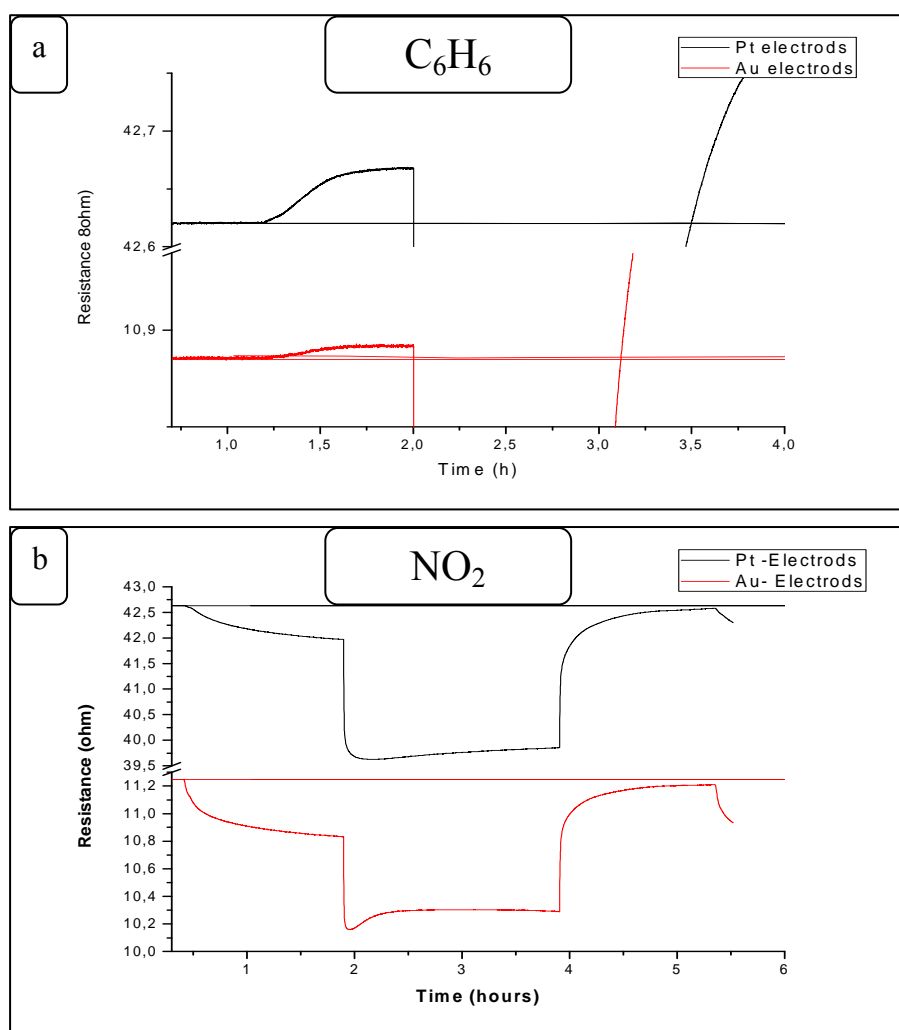 a
C₆H₆
Pt electrods
Au electrods
42,7
42,6
10,9
Resistance 8ohm)
1,0 1,5 2,0 2,5 3,0 3,5 4,0
Time (h)
b
NO₂
Pt -Electrods
Au- Electrods
43,0
42,5
42,0
41,5
41,0
40,5
40,0
39,5
11,2
11,0
10,8
10,6
10,4
10,2
10,0
Resistance (ohm)
1 2 3 4 5 6
Time (hours)